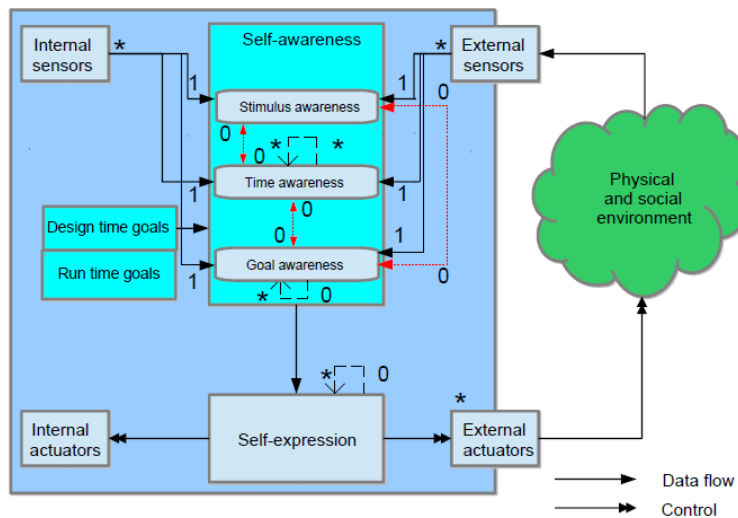 Internal
sensors
*
Self-awareness
*
External
sensors
1
1
0
Stimulus awareness
0
0
*
*
Time awareness
1
1
Design time goals
0
0
1
Run time goals
Goal awareness
1
0
*
0
Physical
and social
environment
*
0
*
Internal
actuators
Self-expression
External
actuators
Data flow
Control